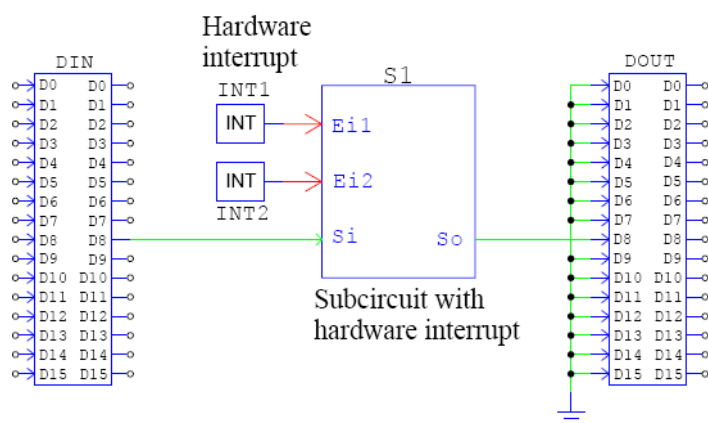 Hardware
interrupt
DIN
D0 D0
D1 D1
D2 D2
D3 D3
D4 D4
D5 D5
D6 D6
D7 D7
D8 D8
D9 D9
D10 D10
D11 D11
D12 D12
D13 D13
D14 D14
D15 D15
INT1
INT
INT
INT2
S1
Ei1
Ei2
Si So
Subcircuit with
hardware interrupt
DOUT
D0 D0
D1 D1
D2 D2
D3 D3
D4 D4
D5 D5
D6 D6
D7 D7
D8 D8
D9 D9
D10 D10
D11 D11
D12 D12
D13 D13
D14 D14
D15 D15